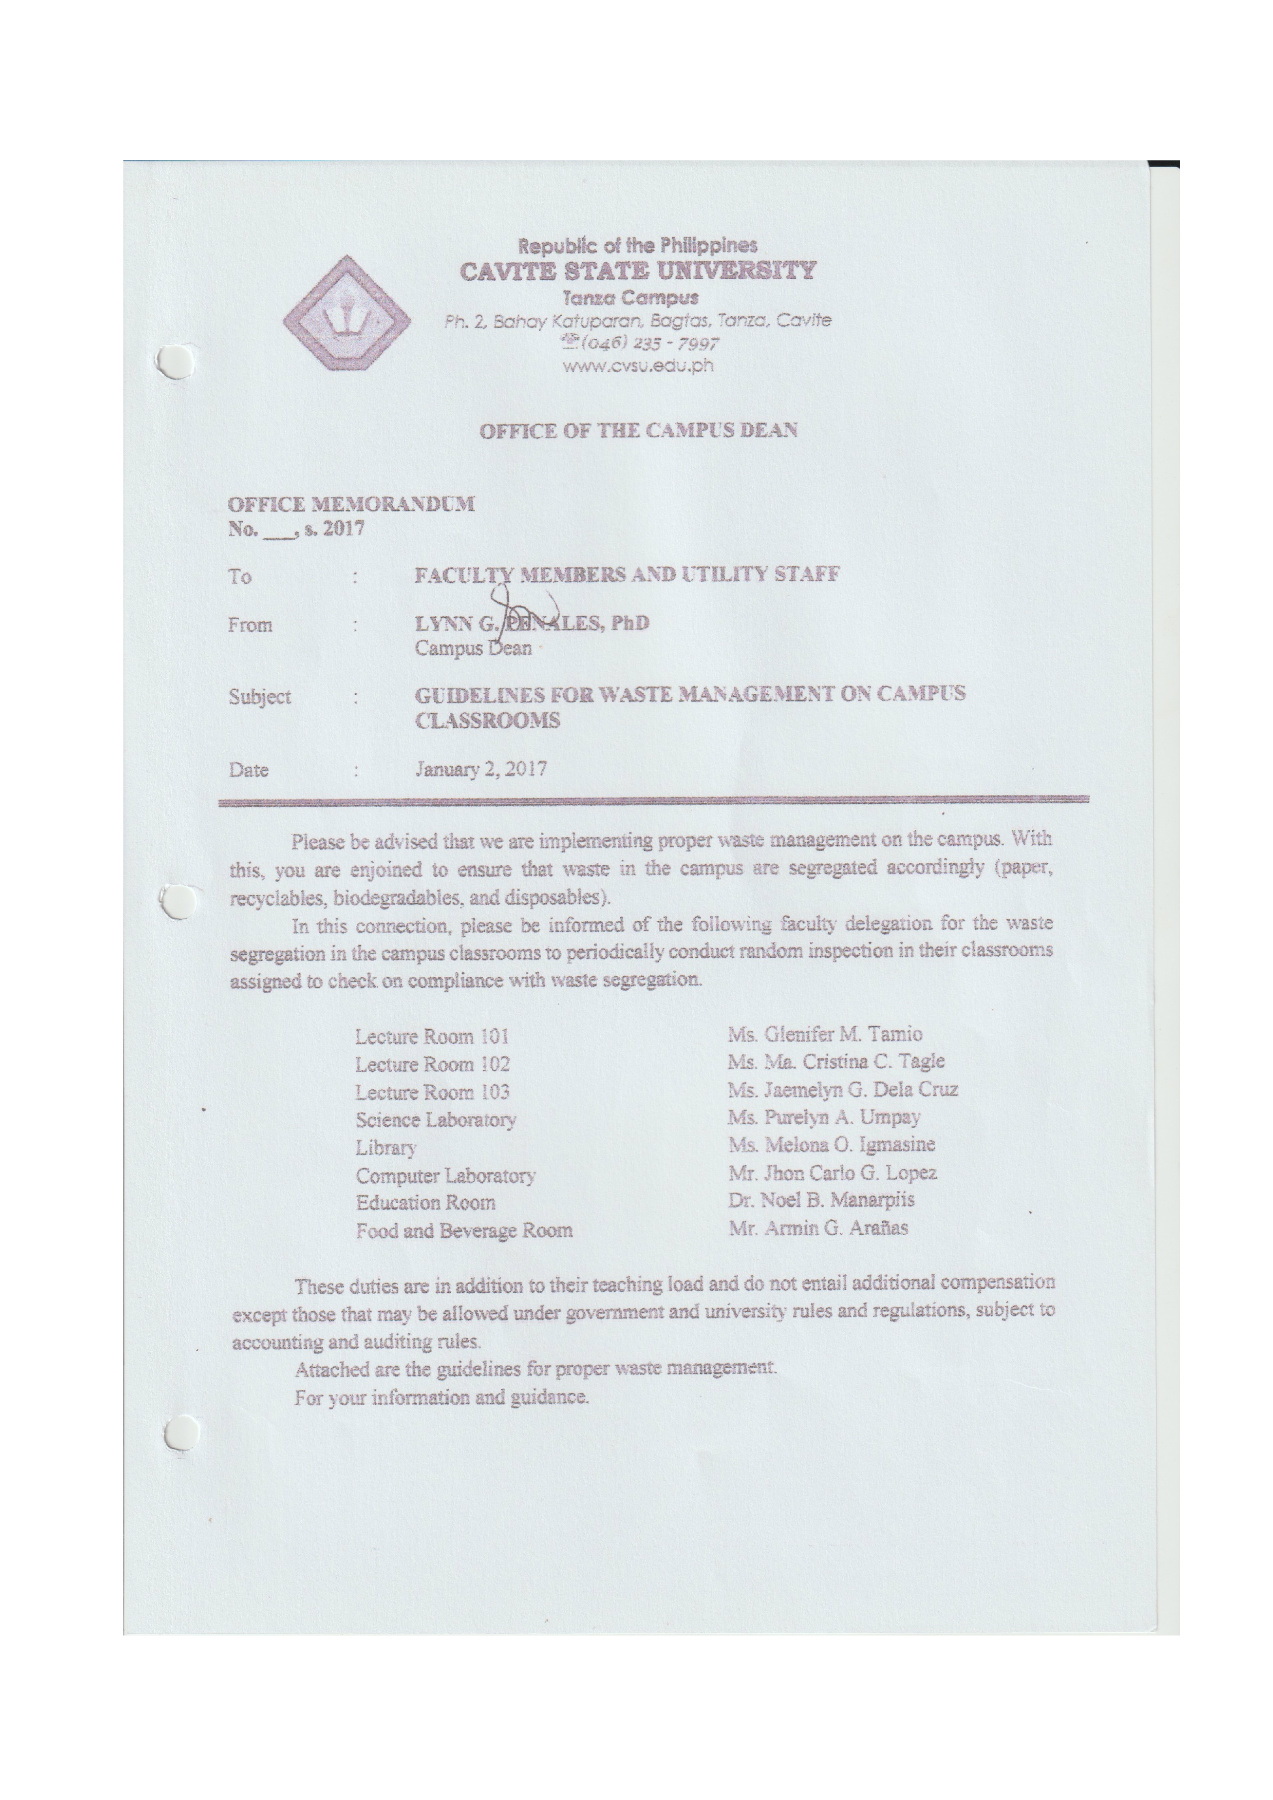 Republic of the Philippines
CAVITE STATE UNIVERSITY
Tanza Campus
Ph. 2, Bahay Katuparan, Bagtas, Tanza, Cavite
☎(046) 235 - 7997
www.cvsu.edu.ph
OFFICE OF THE CAMPUS DEAN
OFFICE MEMORANDUM
No. ___, s. 2017
To : FACULTY MEMBERS AND UTILITY STAFF
From : LYNN G. PENALES, PhD
Campus Dean
Subject : GUIDELINES FOR WASTE MANAGEMENT ON CAMPUS
CLASSROOMS
Date : January 2, 2017
Please be advised that we are implementing proper waste management on the campus. With
this, you are enjoined to ensure that waste in the campus are segregated accordingly (paper,
recyclables, biodegradables, and disposables).
In this connection, please be informed of the following faculty delegation for the waste
segregation in the campus classrooms to periodically conduct random inspection in their classrooms
assigned to check on compliance with waste segregation.
Lecture Room 101 Ms. Glenifer M. Tamio
Lecture Room 102 Ms. Ma. Cristina C. Tagle
Lecture Room 103 Ms. Jaemelyn G. Dela Cruz
Science Laboratory Ms. Purelyn A. Umpay
Library Ms. Melona O. Igmasine
Computer Laboratory Mr. Jhon Carlo G. Lopez
Education Room Dr. Noel B. Manarpiis
Food and Beverage Room Mr. Armin G. Arañas
These duties are in addition to their teaching load and do not entail additional compensation
except those that may be allowed under government and university rules and regulations, subject to
accounting and auditing rules.
Attached are the guidelines for proper waste management.
For your information and guidance.